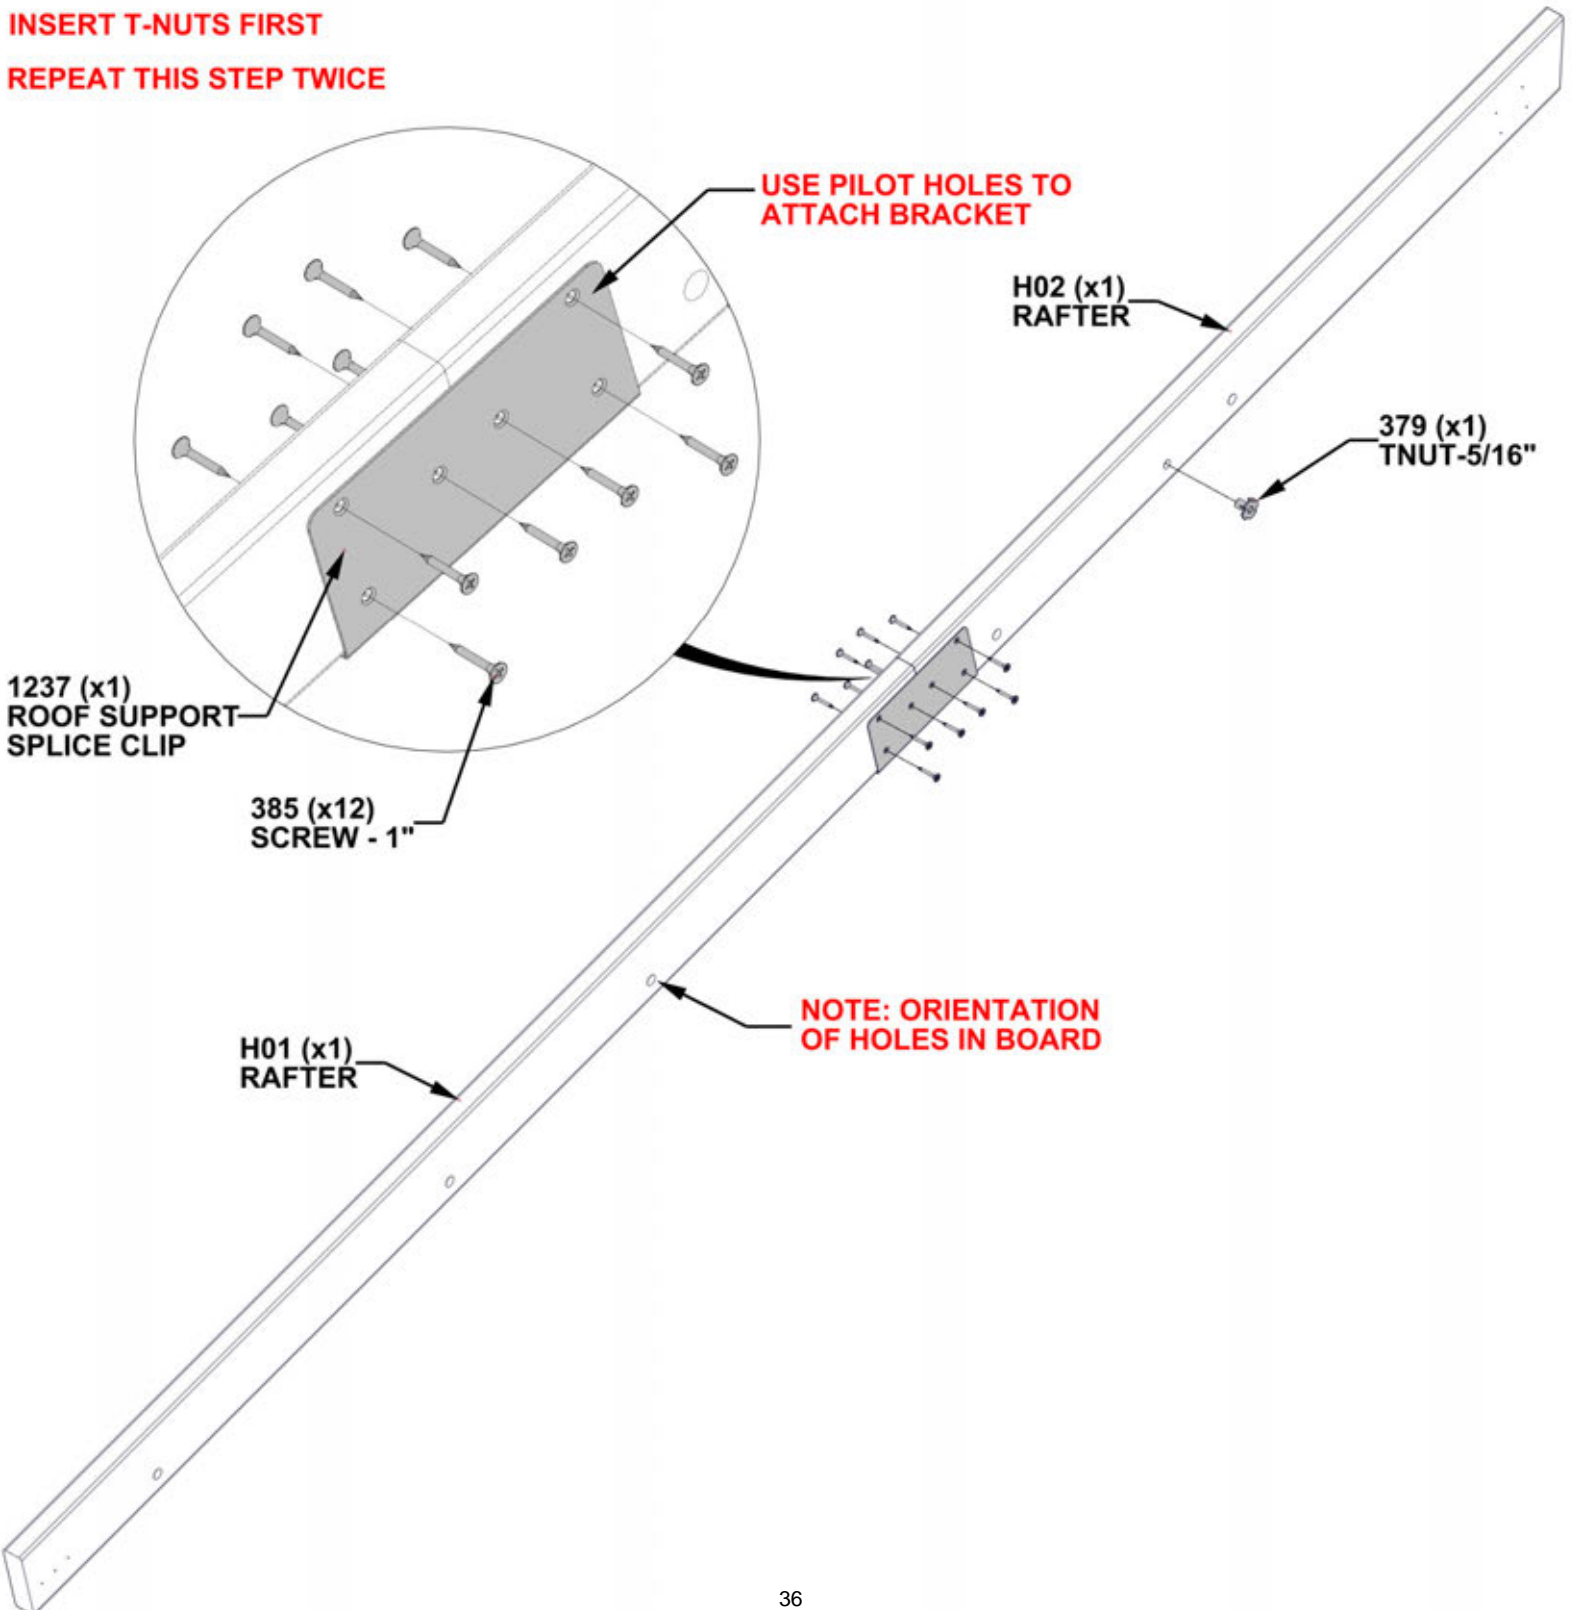 INSERT T-NUTS FIRST
REPEAT THIS STEP TWICE
USE PILOT HOLES TO
ATTACH BRACKET
H02 (x1)
RAFTER
379 (x1)
TNUT-5/16"
1237 (x1)
ROOF SUPPORT
SPLICE CLIP
385 (x12)
SCREW - 1"
NOTE: ORIENTATION
OF HOLES IN BOARD
H01 (x1)
RAFTER
36